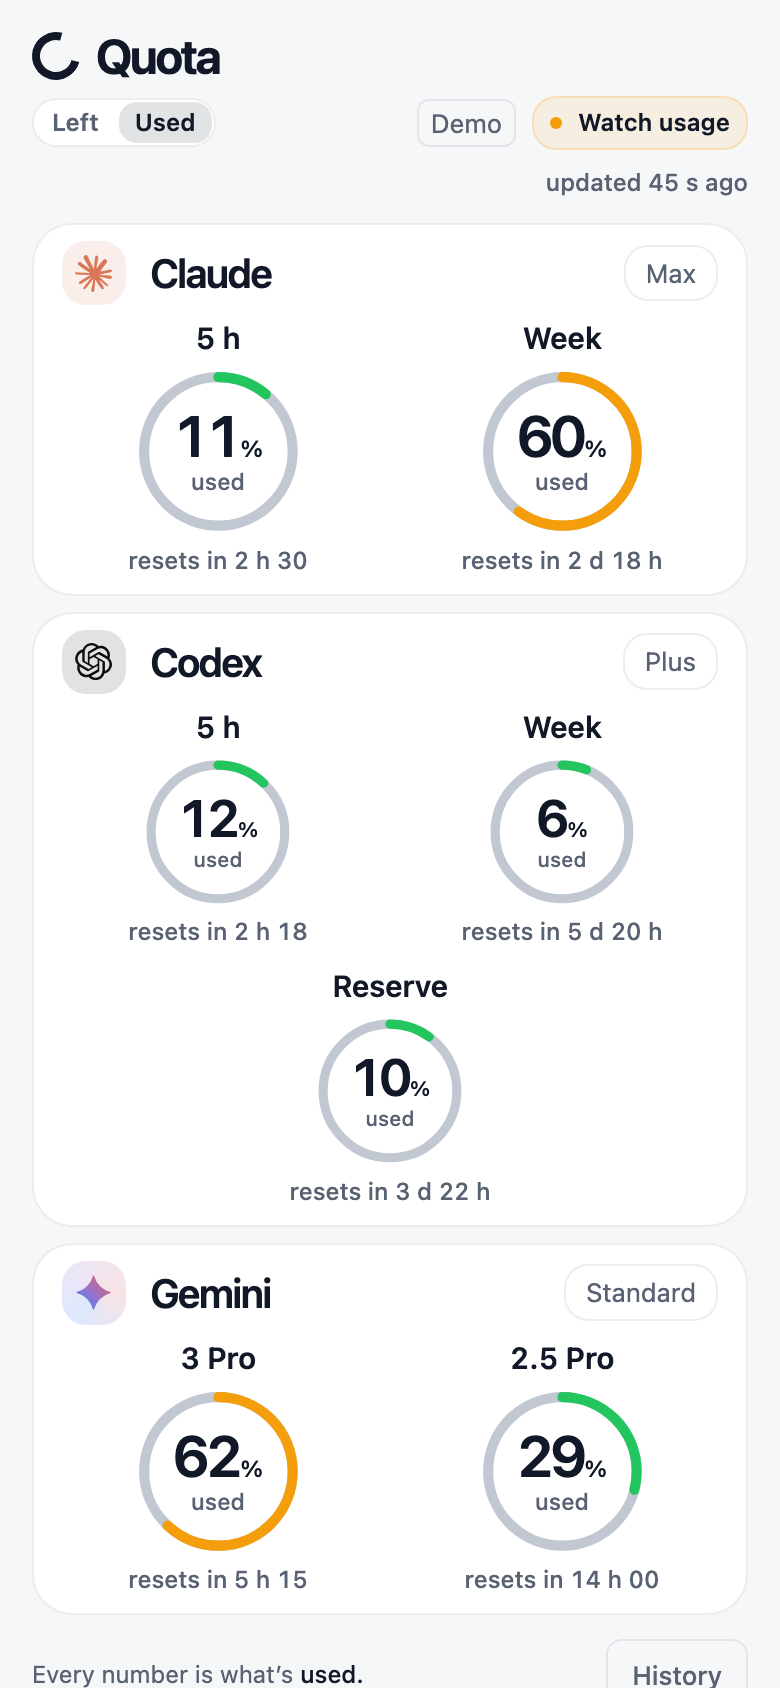 Quota
Left Used Demo Watch usage
updated 45 s ago
Claude Max
5 h Week
11% 60%
used used
resets in 2 h 30 resets in 2 d 18 h
Codex Plus
5 h Week
12% 6%
used used
resets in 2 h 18 resets in 5 d 20 h
Reserve
10%
used
resets in 3 d 22 h
Gemini Standard
3 Pro 2.5 Pro
62% 29%
used used
resets in 5 h 15 resets in 14 h 00
Every number is what’s used. History